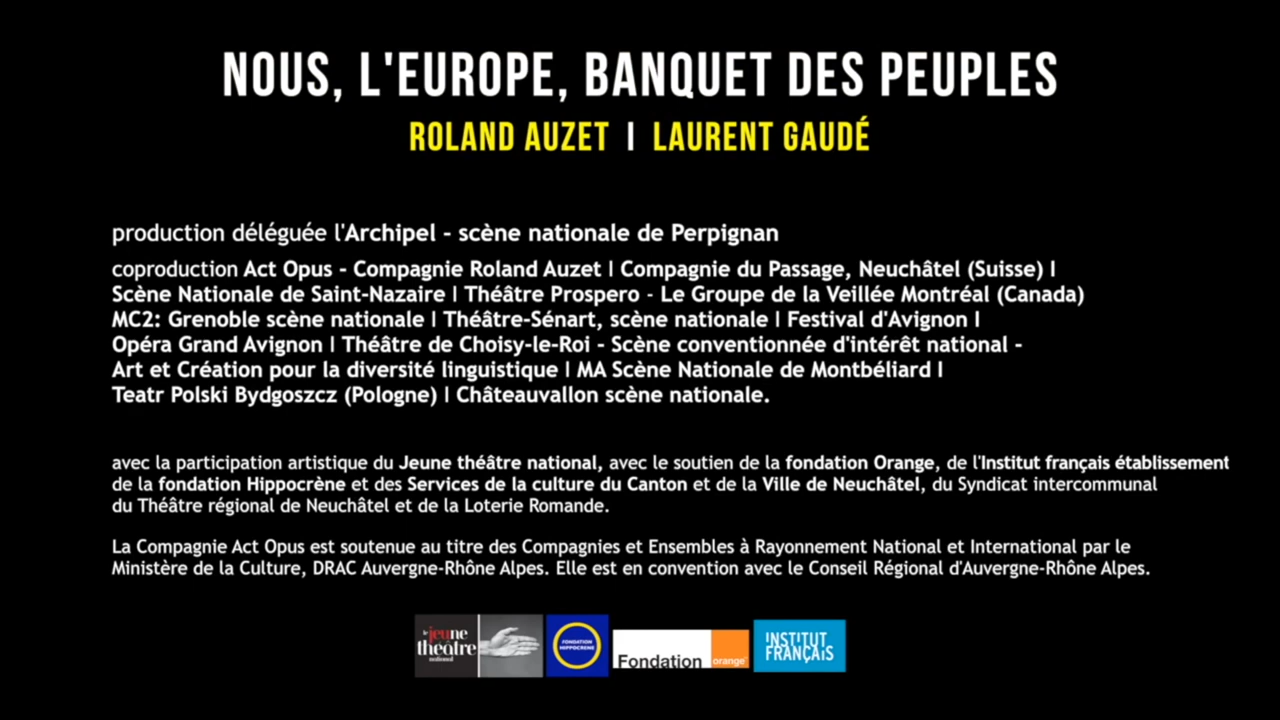 NOUS, L'EUROPE, BANQUET DES PEUPLES
ROLAND AUZET | LAURENT GAUDÉ
production déléguée l'Archipel - scène nationale de Perpignan
coproduction Act Opus - Compagnie Roland Auzet | Compagnie du Passage, Neuchâtel (Suisse) |
Scène Nationale de Saint-Nazaire | Théâtre Prospero - Le Groupe de la Veillée Montréal (Canada)
MC2: Grenoble scène nationale | Théâtre-Sénart, scène nationale | Festival d'Avignon |
Opéra Grand Avignon | Théâtre de Choisy-le-Roi - Scène conventionnée d'intérêt national -
Art et Création pour la diversité linguistique | MA Scène Nationale de Montbéliard |
Teatr Polski Bydgoszcz (Pologne) | Châteauvallon scène nationale.
avec la participation artistique du Jeune théâtre national, avec le soutien de la fondation Orange, de l'Institut français établissement
de la fondation Hippocrène et des Services de la culture du Canton et de la Ville de Neuchâtel, du Syndicat intercommunal
du Théâtre régional de Neuchâtel et de la Loterie Romande.
La Compagnie Act Opus est soutenue au titre des Compagnies et Ensembles à Rayonnement National et International par le
Ministère de la Culture, DRAC Auvergne-Rhône Alpes. Elle est en convention avec le Conseil Régional d'Auvergne-Rhône Alpes.
le jeune
théâtre
national
FONDATION
HIPPOCRENE
Fondation
orange
INSTITUT
FRANÇAIS